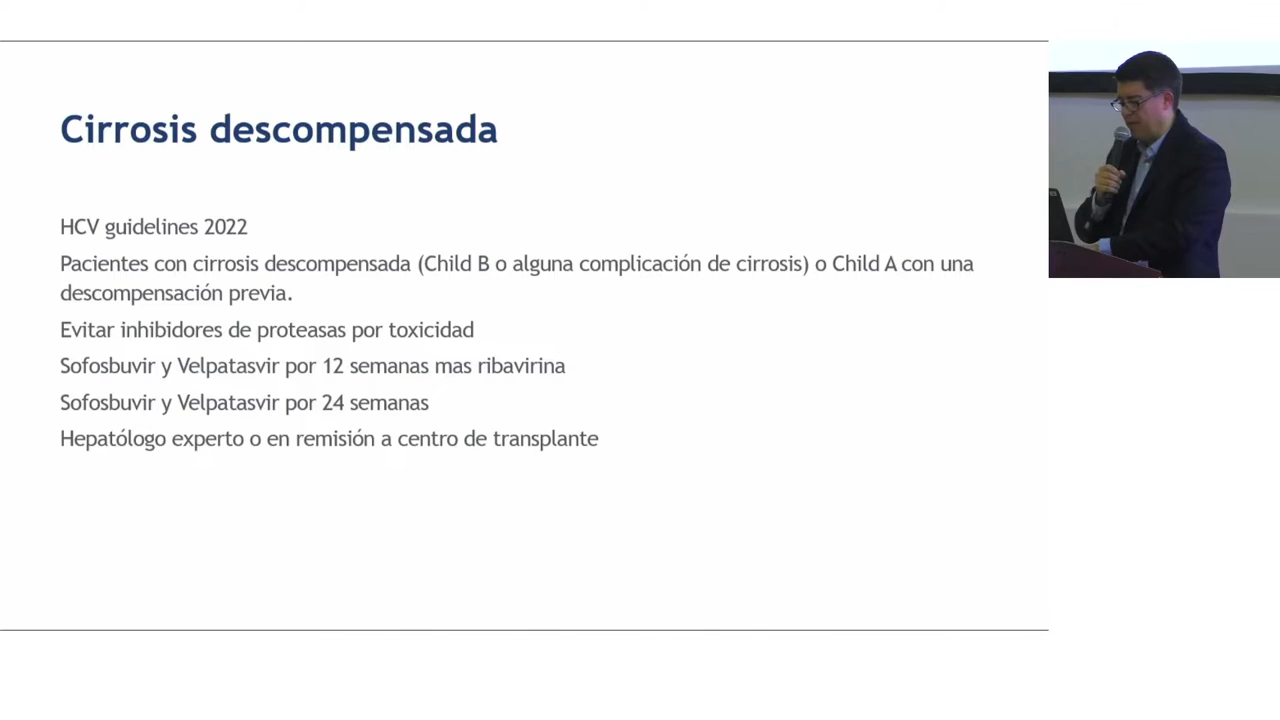 Cirrosis descompensada
HCV guidelines 2022
Pacientes con cirrosis descompensada (Child B o alguna complicación de cirrosis) o Child A con una
descompensación previa.
Evitar inhibidores de proteasas por toxicidad
Sofosbuvir y Velpatasvir por 12 semanas mas ribavirina
Sofosbuvir y Velpatasvir por 24 semanas
Hepatólogo experto o en remisión a centro de transplante